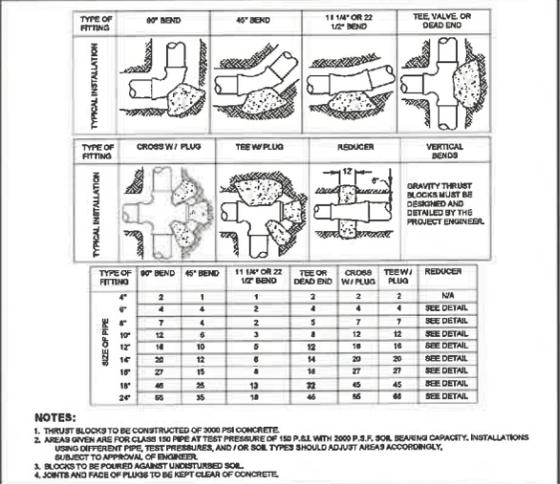 TYPE OF FITTING 90° BEND 45° BEND 11 1/4° OR 22 1/2° BEND TEE, VALVE, OR DEAD END
TYPICAL INSTALLATION
TYPE OF FITTING CROSS W/ PLUG TEE W/ PLUG REDUCER VERTICAL BENDS
TYPICAL INSTALLATION
12"
6"
GRAVITY THRUST
BLOCKS MUST BE
DESIGNED AND
DETAILED BY THE
PROJECT ENGINEER.
TYPE OF FITTING 90° BEND 45° BEND 11 1/4° OR 22 1/2° BEND TEE OR DEAD END CROSS W/ PLUG TEE W/ PLUG REDUCER
SIZE OF PIPE
4" 2 1 1 2 2 2 N/A
6" 4 4 2 4 4 4 SEE DETAIL
8" 7 4 2 5 7 7 SEE DETAIL
10" 12 6 3 8 12 12 SEE DETAIL
12" 16 10 5 12 16 16 SEE DETAIL
14" 20 12 6 14 20 20 SEE DETAIL
16" 27 15 8 18 27 27 SEE DETAIL
18" 45 25 13 32 45 45 SEE DETAIL
24" 35 18 SEE DETAIL
NOTES:
1. THRUST BLOCKS TO BE CONSTRUCTED OF 3000 PSI CONCRETE.
2. AREAS GIVEN ARE FOR CLASS 150 PIPE AT TEST PRESSURE OF 150 P.S.I. WITH 2000 P.S.F. SOIL BEARING CAPACITY. INSTALLATIONS
USING DIFFERENT PIPE, TEST PRESSURES, AND / OR SOIL TYPES SHOULD ADJUST AREAS ACCORDINGLY,
SUBJECT TO APPROVAL OF ENGINEER.
3. BLOCKS TO BE POURED AGAINST UNDISTURBED SOIL.
4. JOINTS AND FACE OF PLUGS TO BE KEPT CLEAR OF CONCRETE.